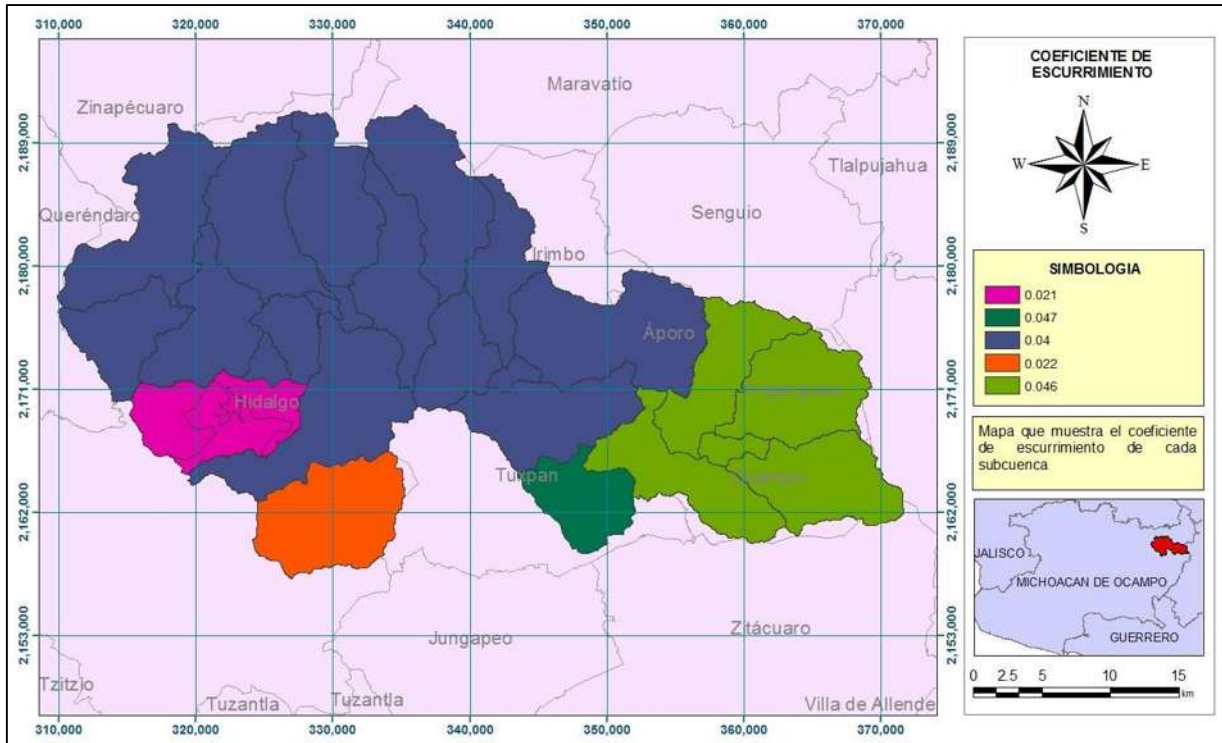 310,000 320,000 330,000 340,000 350,000 360,000 370,000
2,189,000
2,180,000
2,171,000
2,162,000
2,153,000
2,189,000
2,180,000
2,171,000
2,162,000
2,153,000
Zinapécuaro
Maravatío
Tlalpujahua
Queréndaro
Senguio
Irimbo
Áporo
Hidalgo
Tuxpan
Jungapeo
Zitácuaro
Tzitzio
Tuzantla
Tuzantla
Villa de Allende
310,000 320,000 330,000 340,000 350,000 360,000 370,000
COEFICIENTE DE
ESCURRIMIENTO
N
W
E
S
SIMBOLOGIA
0.021
0.047
0.04
0.022
0.046
Mapa que muestra el coeficiente
de escurrimiento de cada
subcuenca
JALISCO
MICHOACAN DE OCAMPO
GUERRERO
0 2.5 5 10 15
km